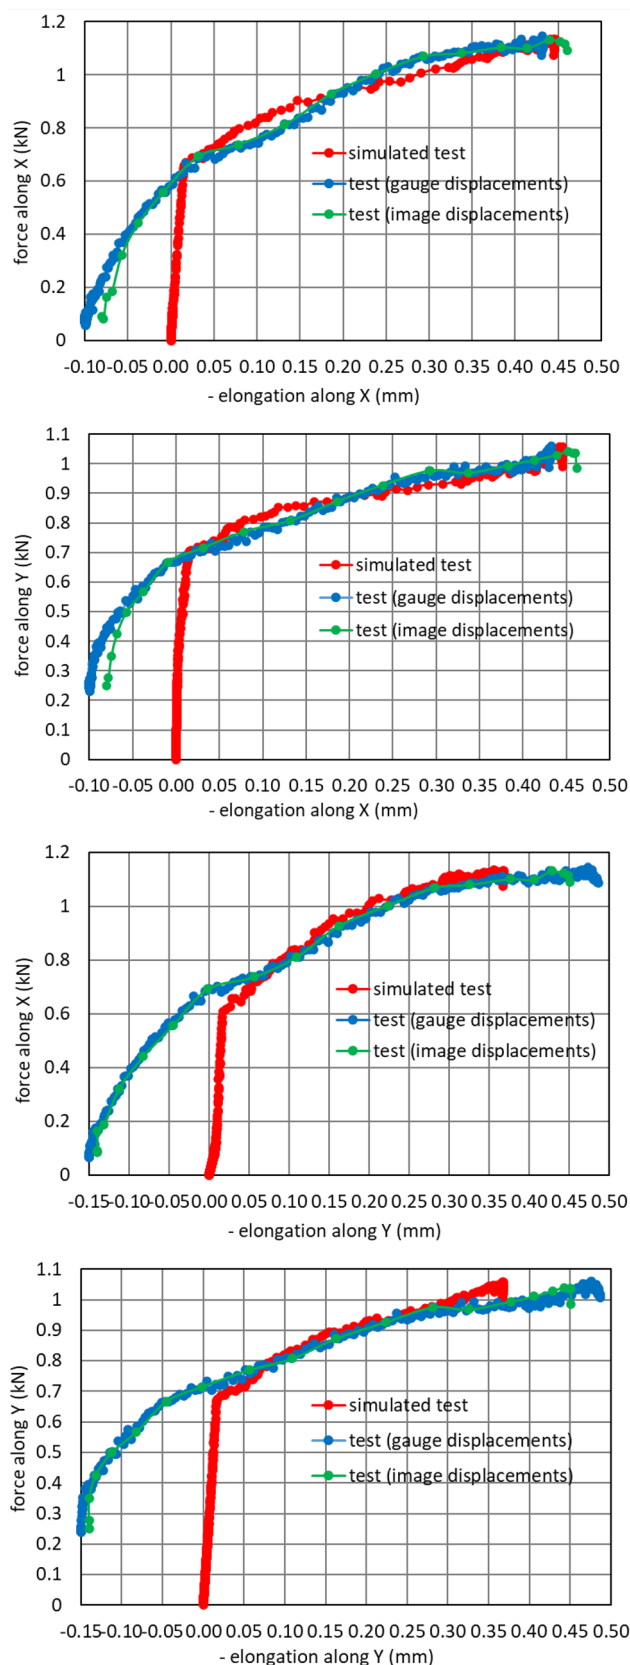 1.2
1
0.8
0.6
0.4
0.2
0
force along X (kN)
simulated test
test (gauge displacements)
test (image displacements)
-0.10 -0.05 0.00 0.05 0.10 0.15 0.20 0.25 0.30 0.35 0.40 0.45 0.50
- elongation along X (mm)
1.1
1
0.9
0.8
0.7
0.6
0.5
0.4
0.3
0.2
0.1
0
force along Y (kN)
simulated test
test (gauge displacements)
test (image displacements)
-0.10 -0.05 0.00 0.05 0.10 0.15 0.20 0.25 0.30 0.35 0.40 0.45 0.50
- elongation along X (mm)
1.2
1
0.8
0.6
0.4
0.2
0
force along X (kN)
simulated test
test (gauge displacements)
test (image displacements)
-0.15 -0.10 -0.05 0.00 0.05 0.10 0.15 0.20 0.25 0.30 0.35 0.40 0.45 0.50
- elongation along Y (mm)
1.1
1
0.9
0.8
0.7
0.6
0.5
0.4
0.3
0.2
0.1
0
force along Y (kN)
simulated test
test (gauge displacements)
test (image displacements)
-0.15 -0.10 -0.05 0.00 0.05 0.10 0.15 0.20 0.25 0.30 0.35 0.40 0.45 0.50
- elongation along Y (mm)